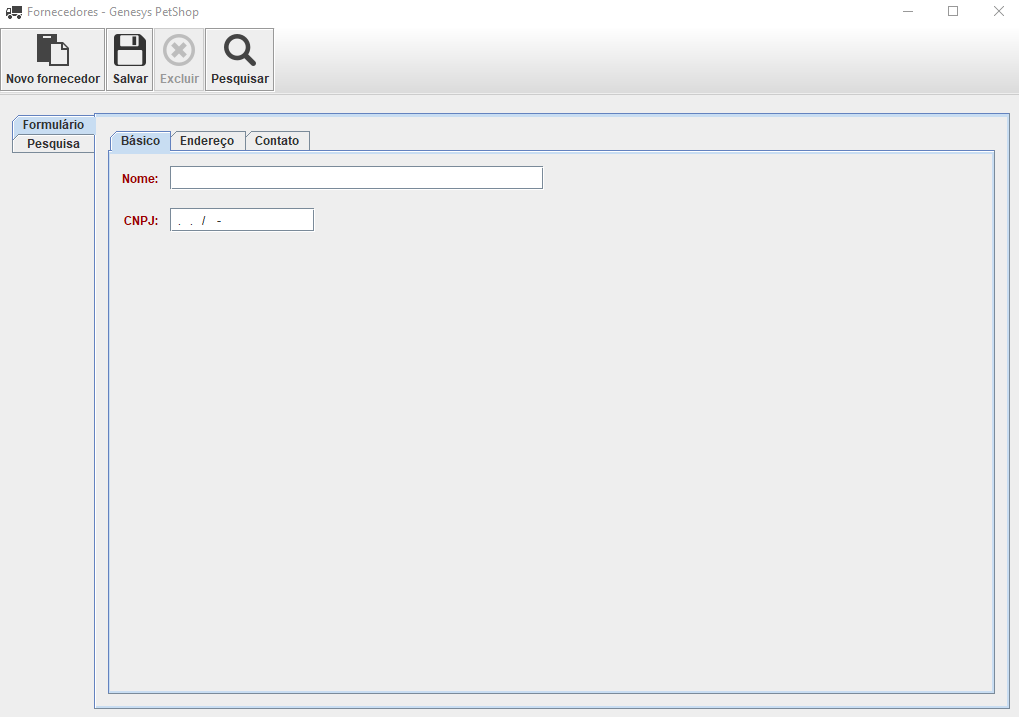 Fornecedores - Genesys PetShop
Novo fornecedor
Salvar
Excluir
Pesquisar
Formulário
Pesquisa
Básico
Endereço
Contato
Nome:
CNPJ:
. . / -